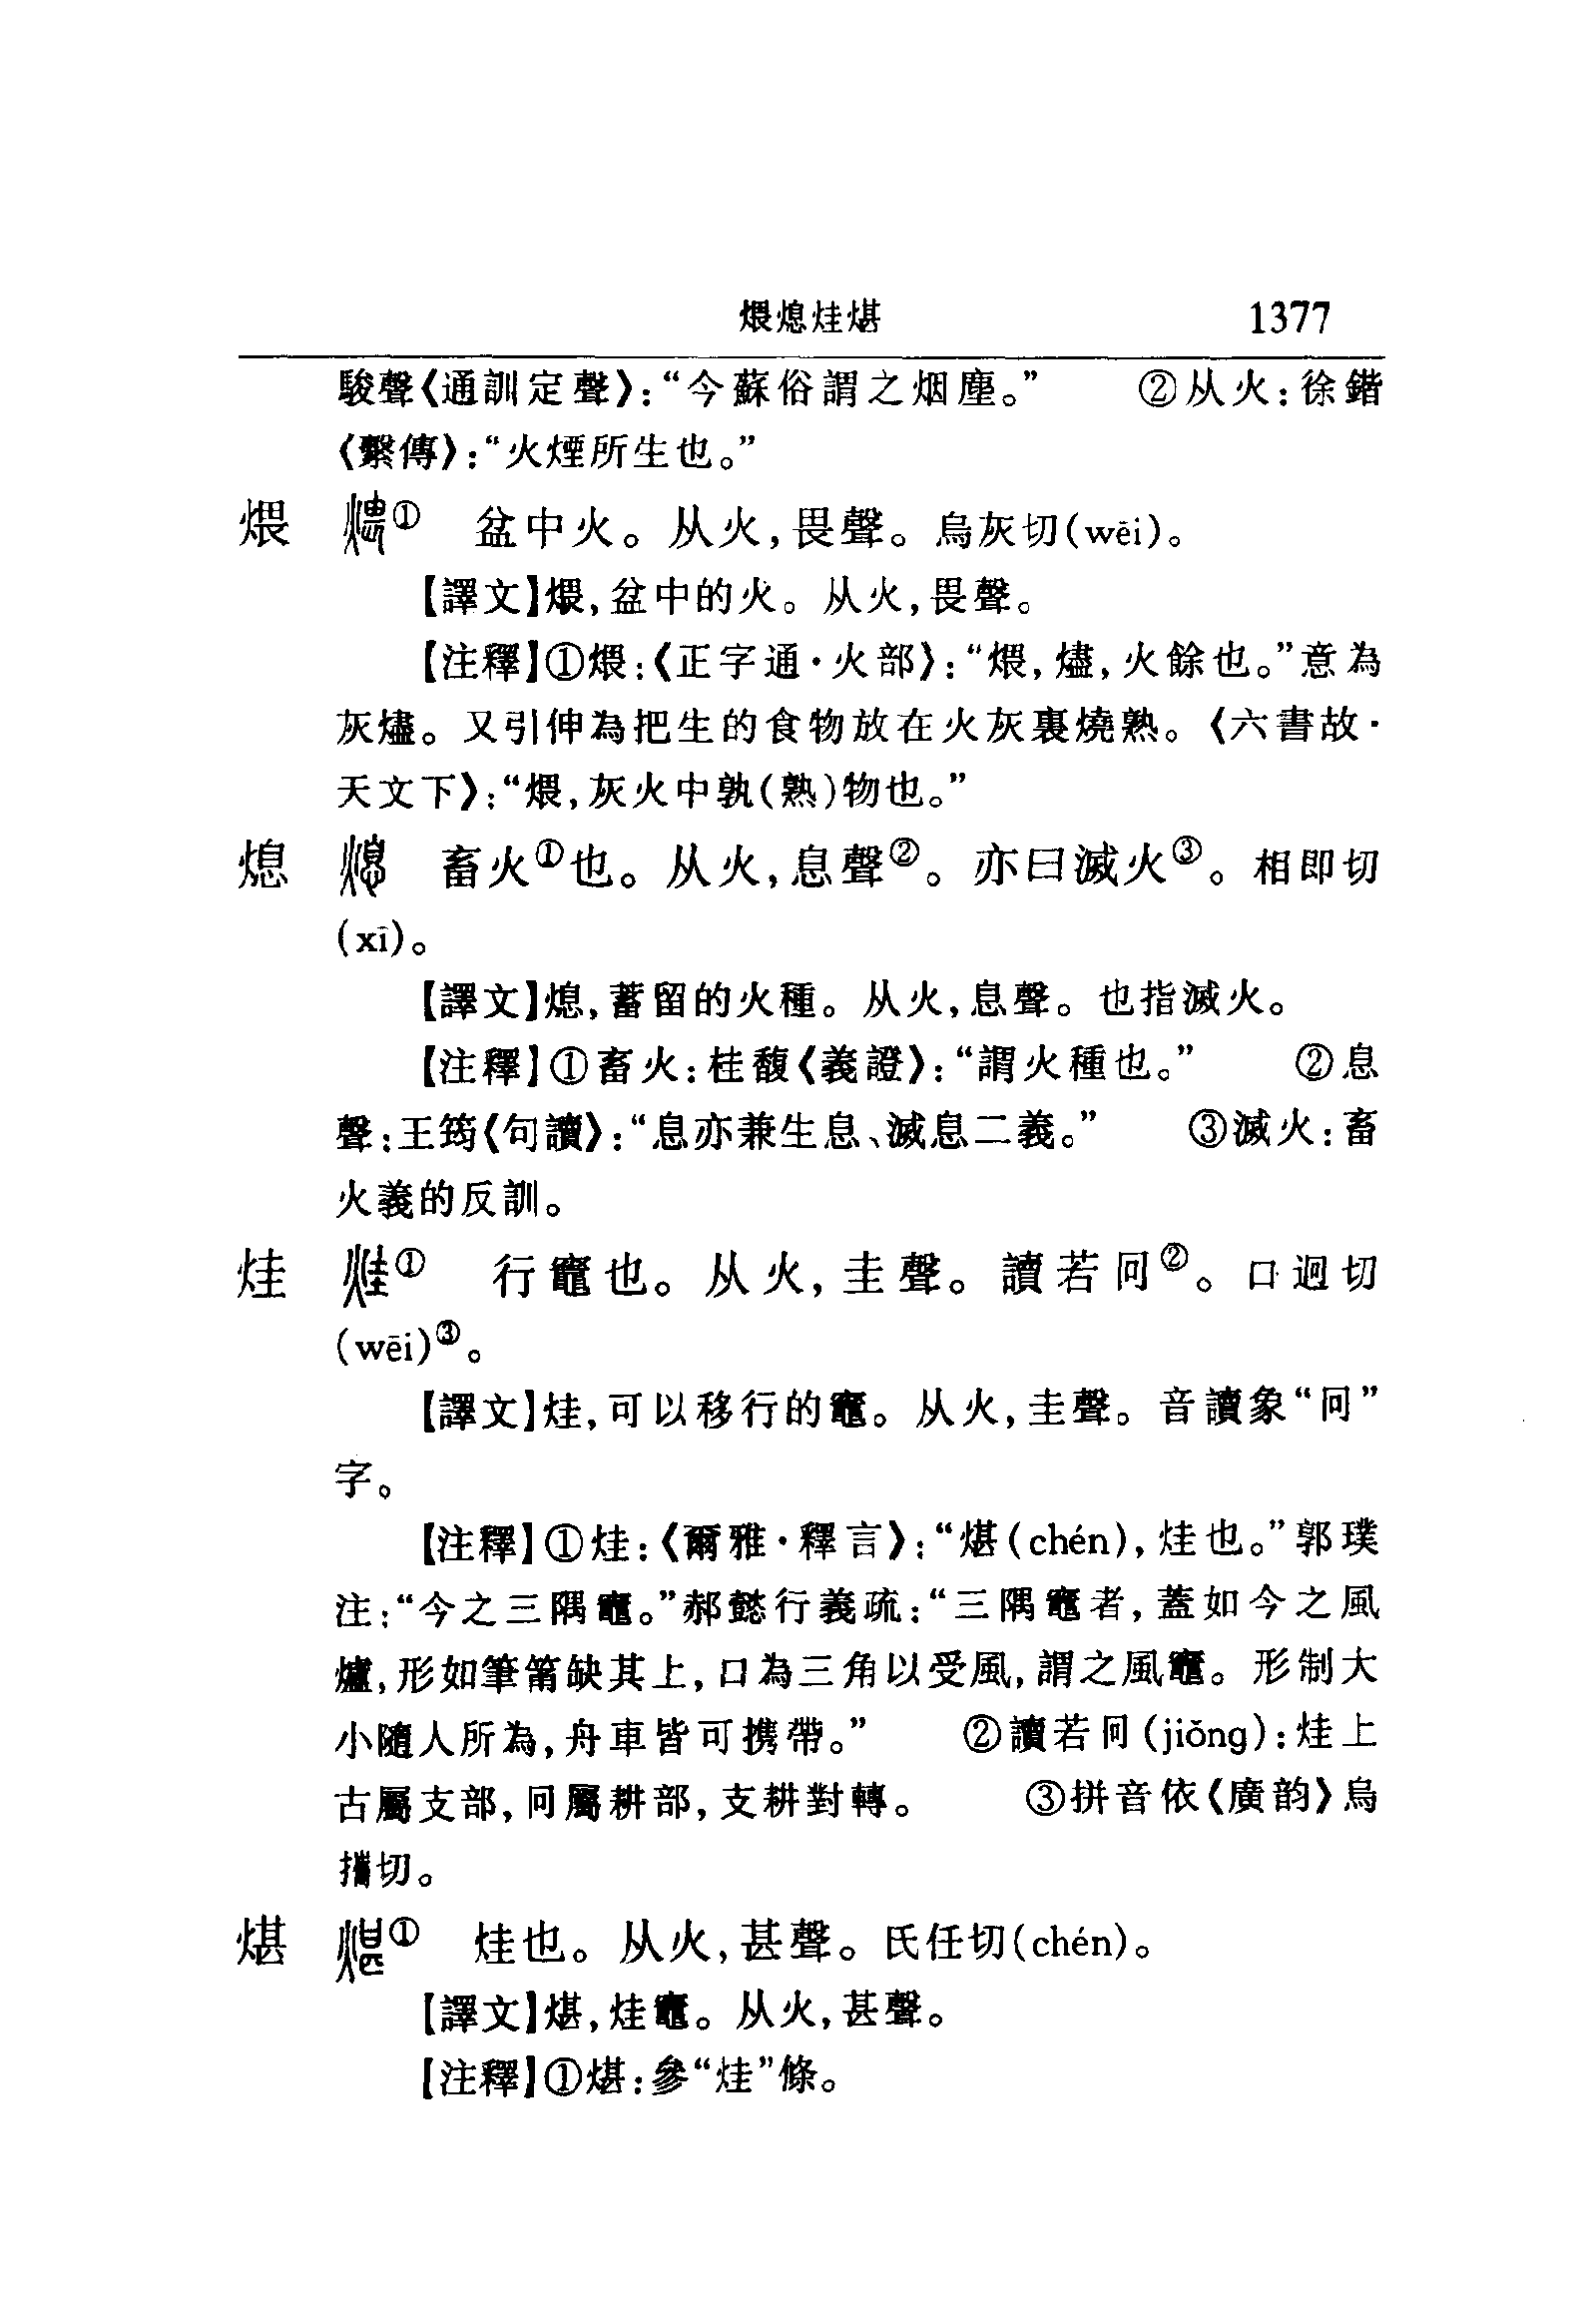 煨熄烓煁 1377
駿聲《通訓定聲》：“今蘇俗謂之烟塵。” ②从火：徐鍇
《繫傳》：“火煙所生也。”
煨 煨① 盆中火。从火，畏聲。烏灰切(wēi)。
【譯文】煨，盆中的火。从火，畏聲。
【注釋】①煨：《正字通·火部》：“煨，燼，火餘也。”意為
灰燼。又引伸為把生的食物放在火灰裏燒熟。《六書故·
天文下》：“煨，灰火中孰(熟)物也。”
熄 熄 畜火①也。从火，息聲②。亦曰滅火③。相即切
(xī)。
【譯文】熄，蓄留的火種。从火，息聲。也指滅火。
【注釋】①畜火：桂馥《義證》：“謂火種也。” ②息
聲：王筠《句讀》：“息亦兼生息、滅息二義。” ③滅火：畜
火義的反訓。
烓 烓① 行竈也。从火，圭聲。讀若冋②。口迥切
(wēi)③。
【譯文】烓，可以移行的竈。从火，圭聲。音讀象“冋”
字。
【注釋】①烓：《爾雅·釋言》：“煁(chén)，烓也。”郭璞
注：“今之三隅竈。”郝懿行義疏：“三隅竈者，蓋如今之風
爐，形如筆筩缺其上，口為三角以受風，謂之風竈。形制大
小隨人所為，舟車皆可携帶。” ②讀若冋(jiǒng)：烓上
古屬支部，冋屬耕部，支耕對轉。 ③拼音依《廣韵》烏
攜切。
煁 煁① 烓也。从火，甚聲。氏任切(chén)。
【譯文】煁，烓竈。从火，甚聲。
【注釋】①煁：參“烓”條。